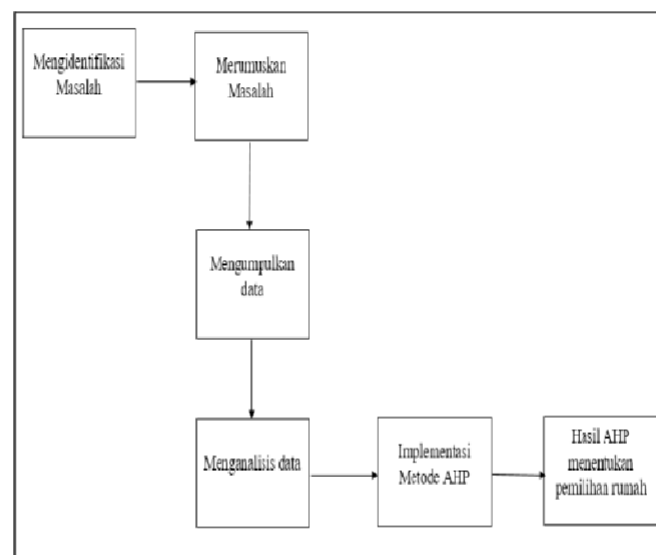 Mengidentifikasi
Masalah
Merumuskan
Masalah
Mengumpulkan
data
Menganalisis data
Implementasi
Metode AHP
Hasil AHP
menentukan
pemilihan rumah